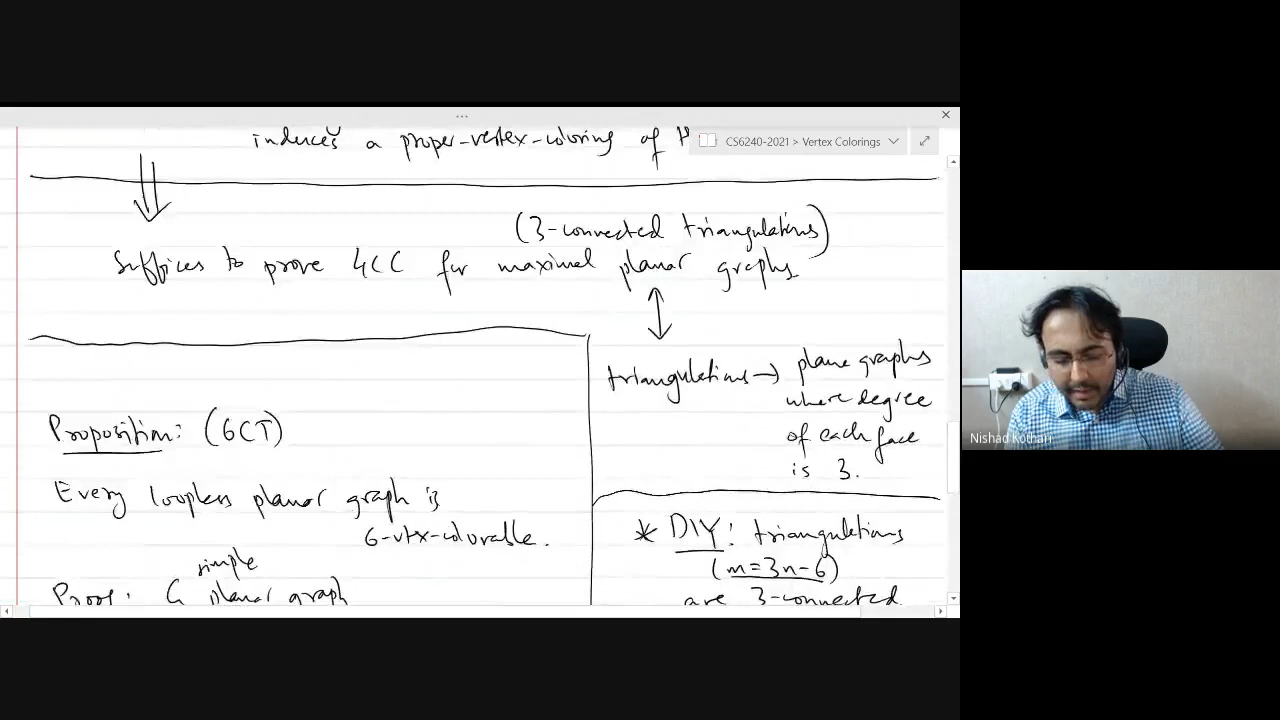 induces a proper-vertex-coloring of H
CS6240-2021 > Vertex Colorings
(3-connected triangulations)
Suffices to prove 4CC for maximal planar graphs
Proposition: (6CT)
Every loopless planar graph is
6-vtx-colorable.
simple
Proof: G planar graph
triangulations → plane graphs
where degree
of each face
is 3.
* DIY: triangulations
(m=3n-6)
are 3-connected
Nishad Kothari